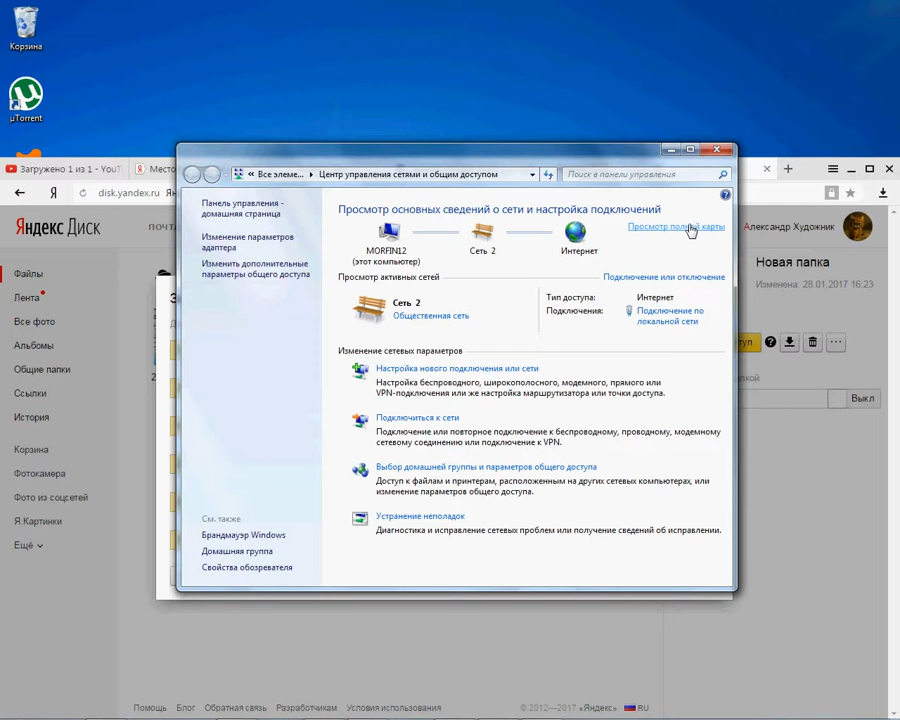 Корзина
µTorrent
Загружено 1 из 1 - YouT
Место
disk.yandex.ru
Яндекс Диск
почт
Александр Художник
Файлы
Лента
Все фото
Альбомы
Общие папки
Ссылки
История
Корзина
Фотокамера
Фото из соцсетей
Я.Картинки
Ещё
« Все элеме... Центр управления сетями и общим доступом
Поиск в панели управления
Панель управления -
домашняя страница
Изменение параметров
адаптера
Изменить дополнительные
параметры общего доступа
См. также
Брандмауэр Windows
Домашняя группа
Свойства обозревателя
Просмотр основных сведений о сети и настройка подключений
Просмотр полной карты
MORFIN12
(этот компьютер)
Сеть 2
Интернет
Просмотр активных сетей
Подключение или отключение
Сеть 2
Общественная сеть
Тип доступа: Интернет
Подключения: Подключение по
локальной сети
Изменение сетевых параметров
Настройка нового подключения или сети
Настройка беспроводного, широкополосного, модемного, прямого или
VPN-подключения или же настройка маршрутизатора или точки доступа.
Подключиться к сети
Подключение или повторное подключение к беспроводному, проводному, модемному
сетевому соединению или подключение к VPN.
Выбор домашней группы и параметров общего доступа
Доступ к файлам и принтерам, расположенным на других сетевых компьютерах, или
изменение параметров общего доступа.
Устранение неполадок
Диагностика и исправление сетевых проблем или получение сведений об исправлении.
Новая папка
Изменена: 28.01.2017 16:23
туп
пкой
Выкл
Помощь
Блог
Обратная связь
Разработчикам
Условия использования
© 2012—2017 «Яндекс»
RU